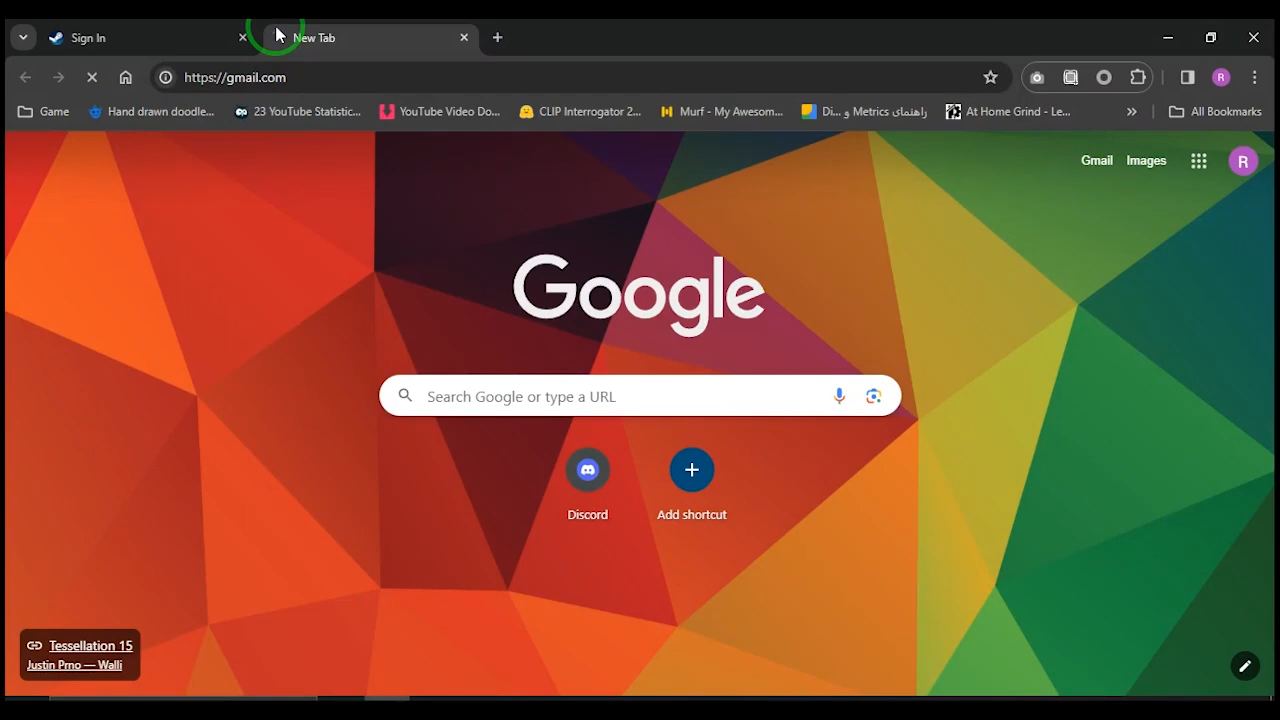 Sign In
New Tab
https://gmail.com
Game
Hand drawn doodle...
23 YouTube Statistic...
YouTube Video Do...
CLIP Interrogator 2...
Murf - My Awesom...
راهنمای Metrics و Di...
At Home Grind - Le...
»
All Bookmarks
R
Gmail
Images
R
Google
Search Google or type a URL
Discord
Add shortcut
Tessellation 15
Justin Prno — Walli